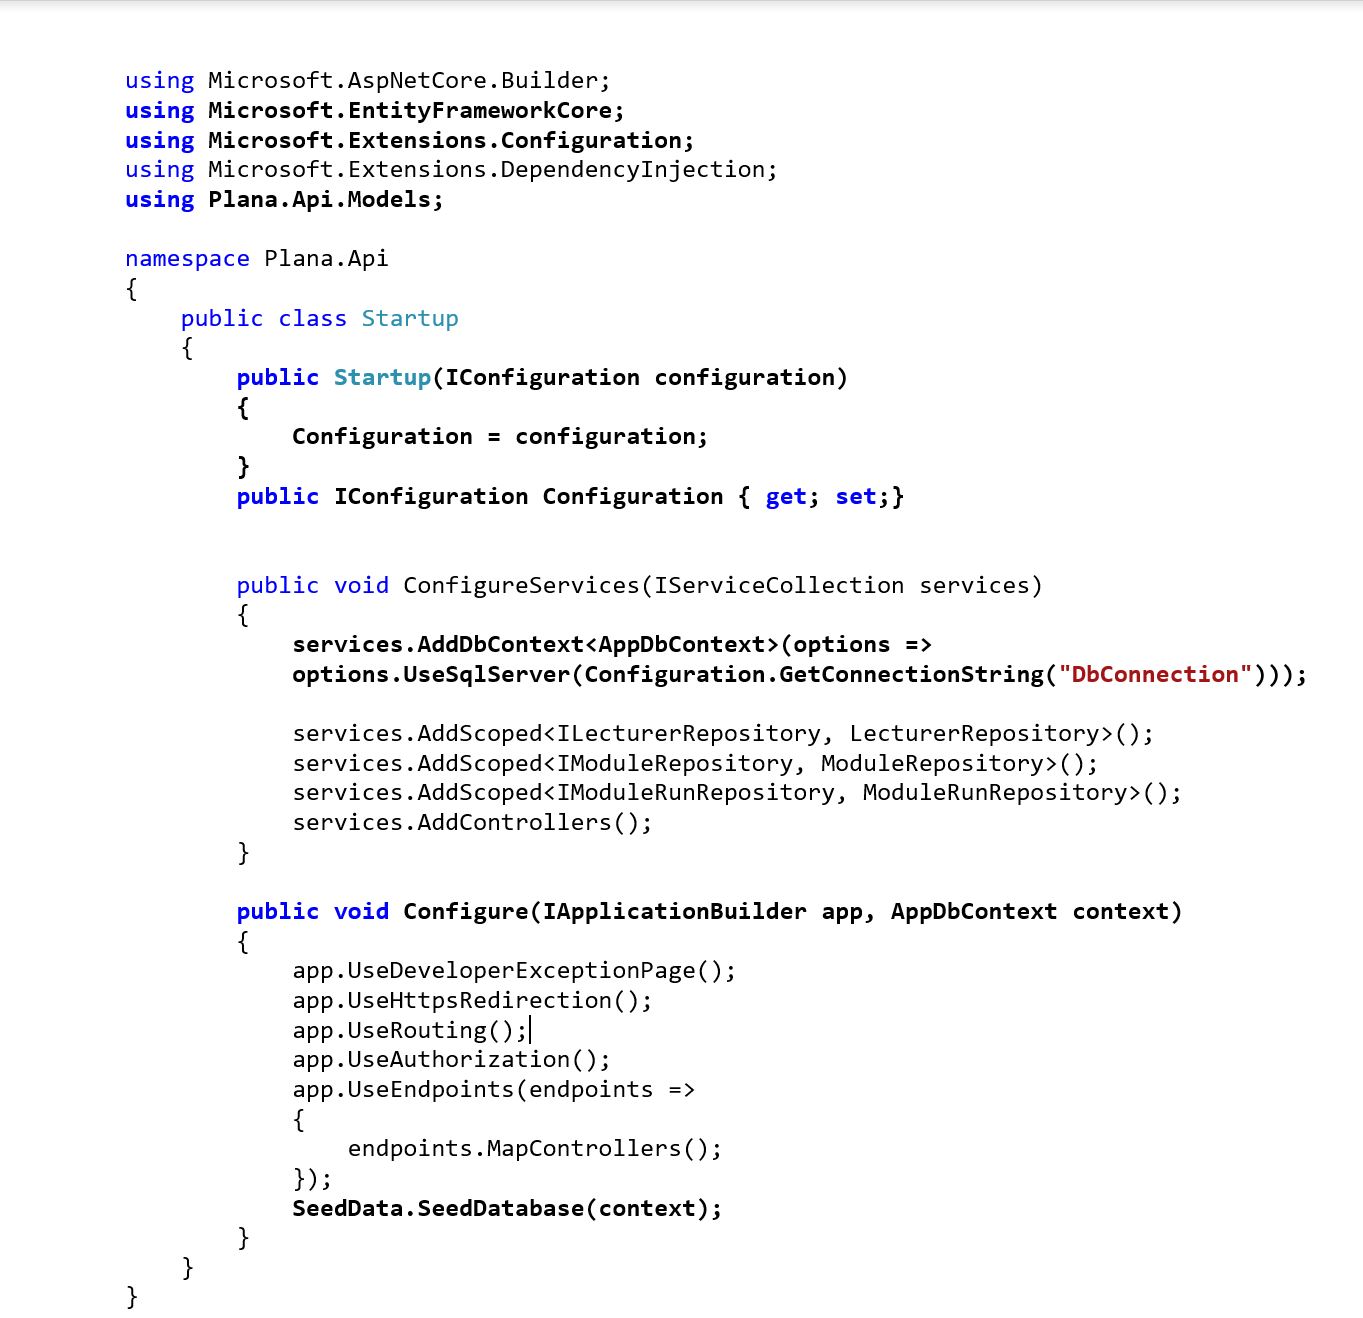 using Microsoft.AspNetCore.Builder;
using Microsoft.EntityFrameworkCore;
using Microsoft.Extensions.Configuration;
using Microsoft.Extensions.DependencyInjection;
using Plana.Api.Models;

namespace Plana.Api
{
    public class Startup
    {
        public Startup(IConfiguration configuration)
        {
            Configuration = configuration;
        }
        public IConfiguration Configuration { get; set;}


        public void ConfigureServices(IServiceCollection services)
        {
            services.AddDbContext<AppDbContext>(options =>
            options.UseSqlServer(Configuration.GetConnectionString("DbConnection")));

            services.AddScoped<ILecturerRepository, LecturerRepository>();
            services.AddScoped<IModuleRepository, ModuleRepository>();
            services.AddScoped<IModuleRunRepository, ModuleRunRepository>();
            services.AddControllers();
        }

        public void Configure(IApplicationBuilder app, AppDbContext context)
        {
            app.UseDeveloperExceptionPage();
            app.UseHttpsRedirection();
            app.UseRouting();
            app.UseAuthorization();
            app.UseEndpoints(endpoints =>
            {
                endpoints.MapControllers();
            });
            SeedData.SeedDatabase(context);
        }
    }
}